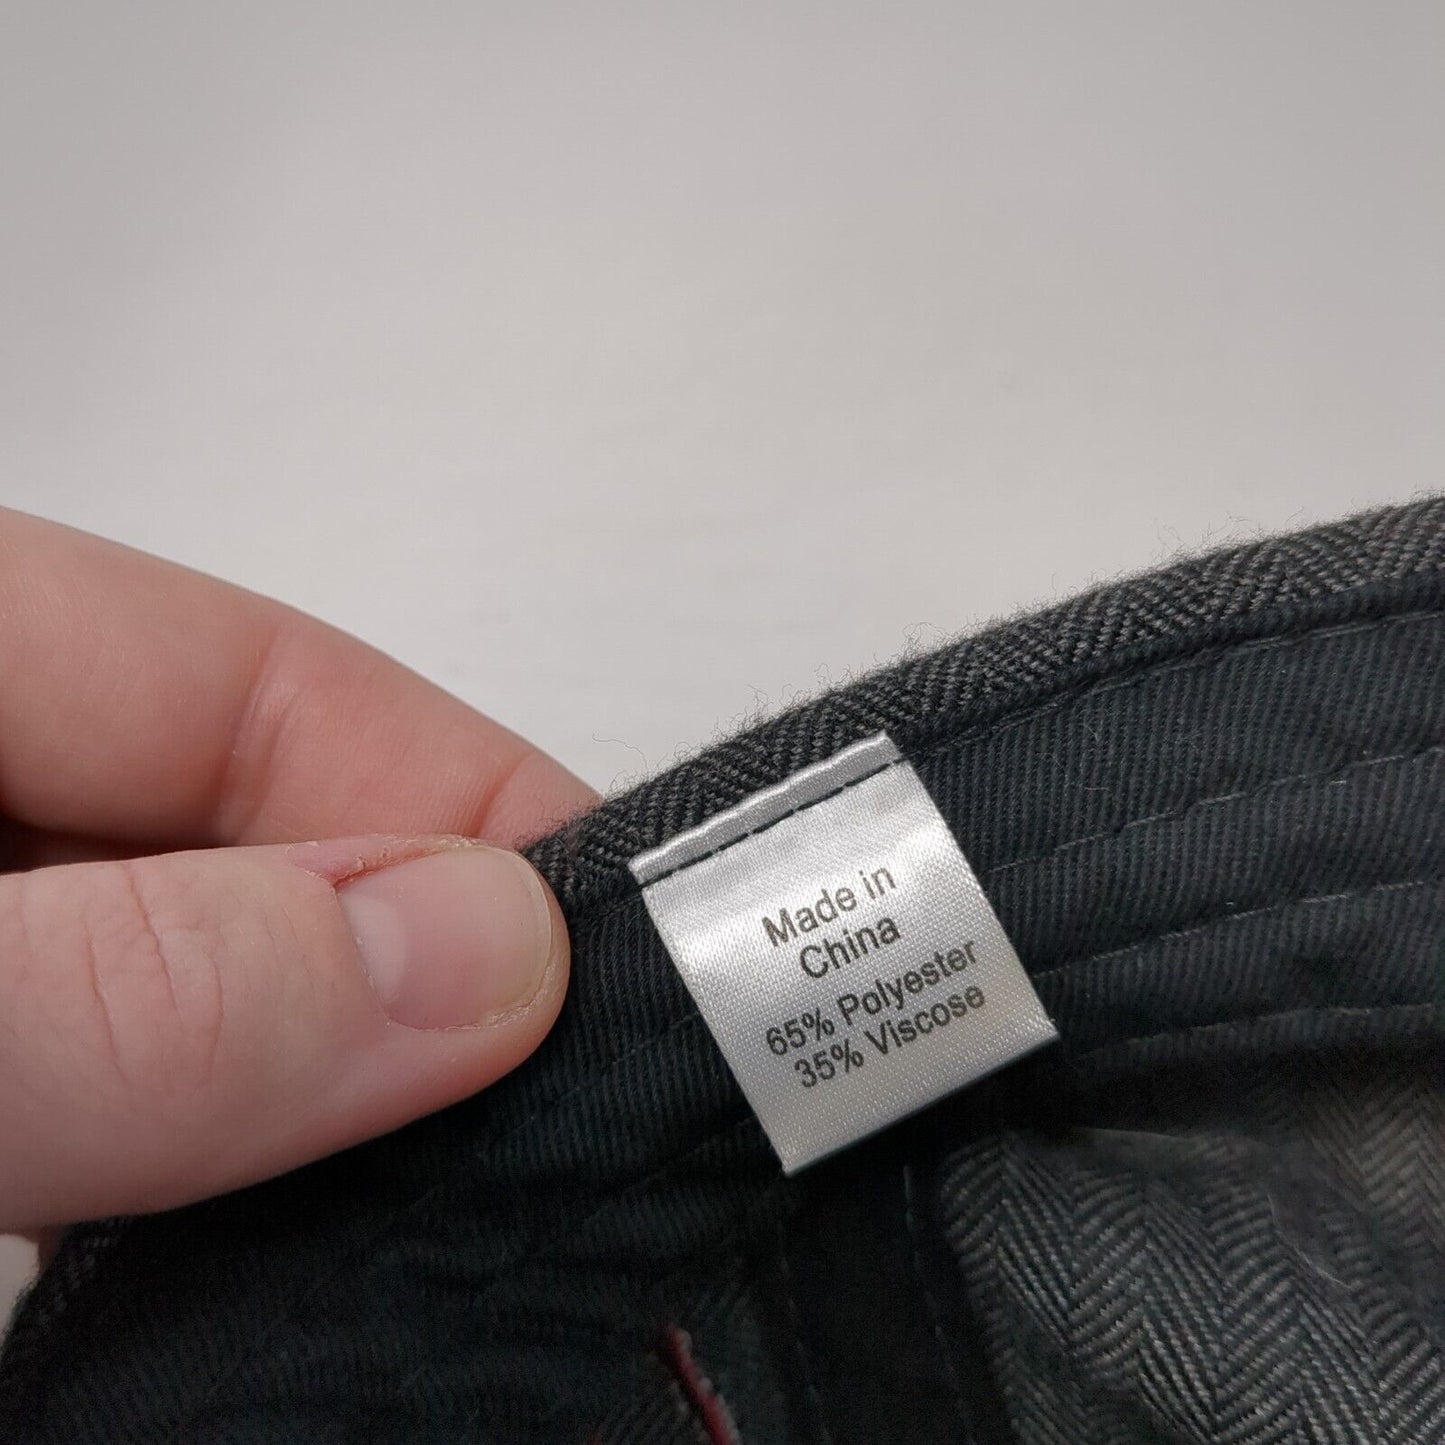 Made in
China
65% Polyester
35% Viscose